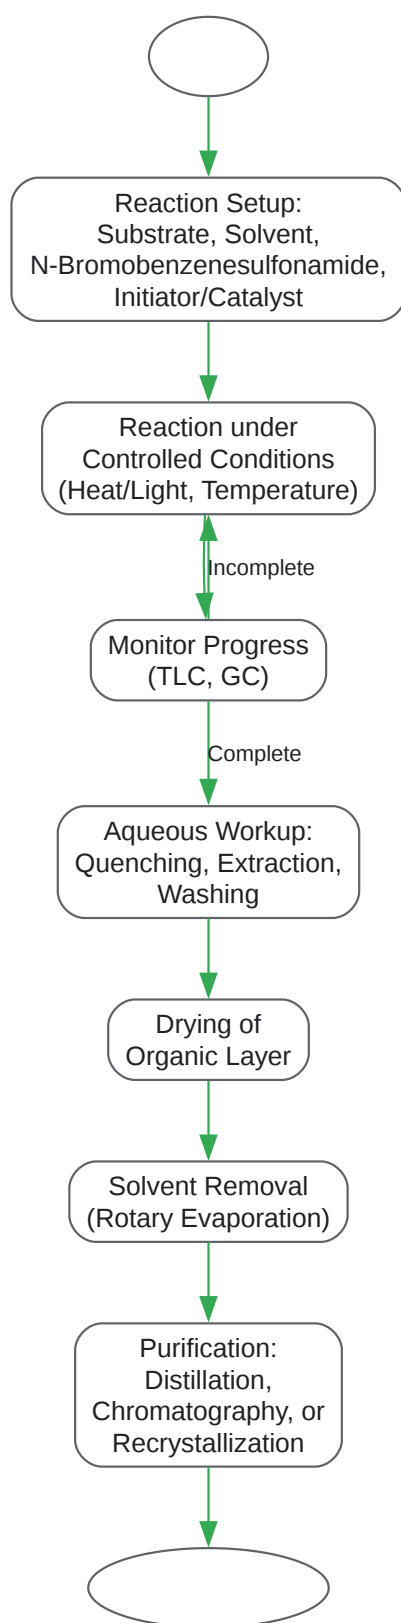 Reaction Setup:
Substrate, Solvent,
N-Bromobenzenesulfonamide,
Initiator/Catalyst
Reaction under
Controlled Conditions
(Heat/Light, Temperature)
Incomplete
Monitor Progress
(TLC, GC)
Complete
Aqueous Workup:
Quenching, Extraction,
Washing
Drying of
Organic Layer
Solvent Removal
(Rotary Evaporation)
Purification:
Distillation,
Chromatography, or
Recrystallization